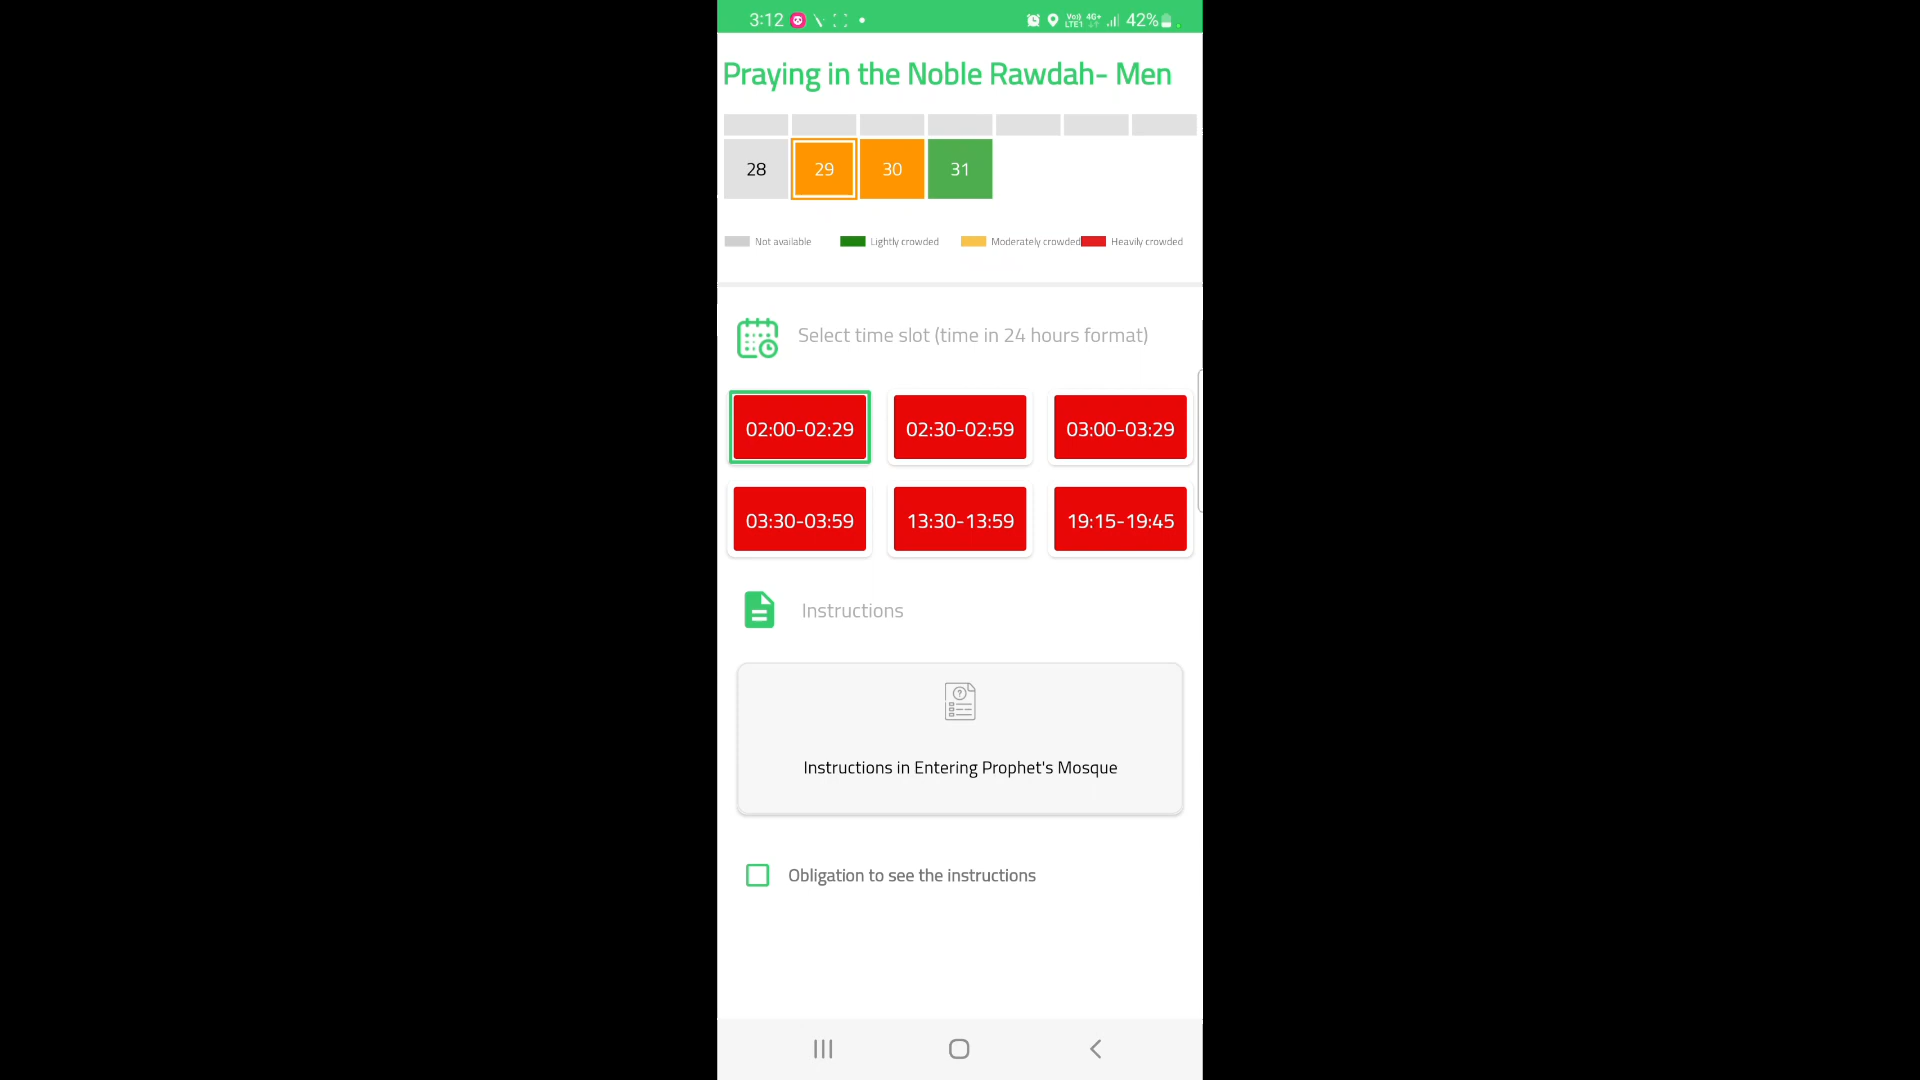 3:12 VoI) 4G+ LTE1 42%
Praying in the Noble Rawdah- Men
28 29 30 31
Not available Lightly crowded Moderately crowded Heavily crowded
Select time slot (time in 24 hours format)
02:00-02:29 02:30-02:59 03:00-03:29
03:30-03:59 13:30-13:59 19:15-19:45
Instructions
Instructions in Entering Prophet's Mosque
Obligation to see the instructions